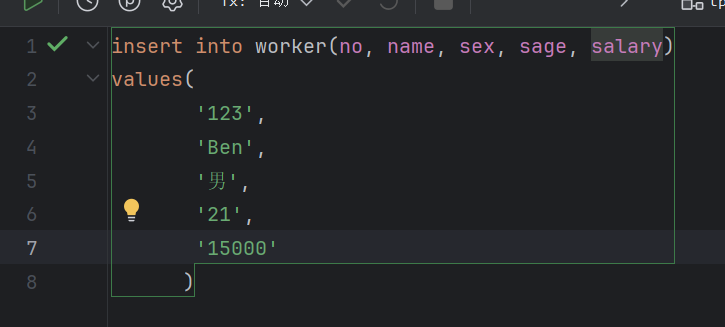 Tx: 自动
1 insert into worker(no, name, sex, sage, salary)
2 values(
3 '123',
4 'Ben',
5 '男',
6 '21',
7 '15000'
8 )